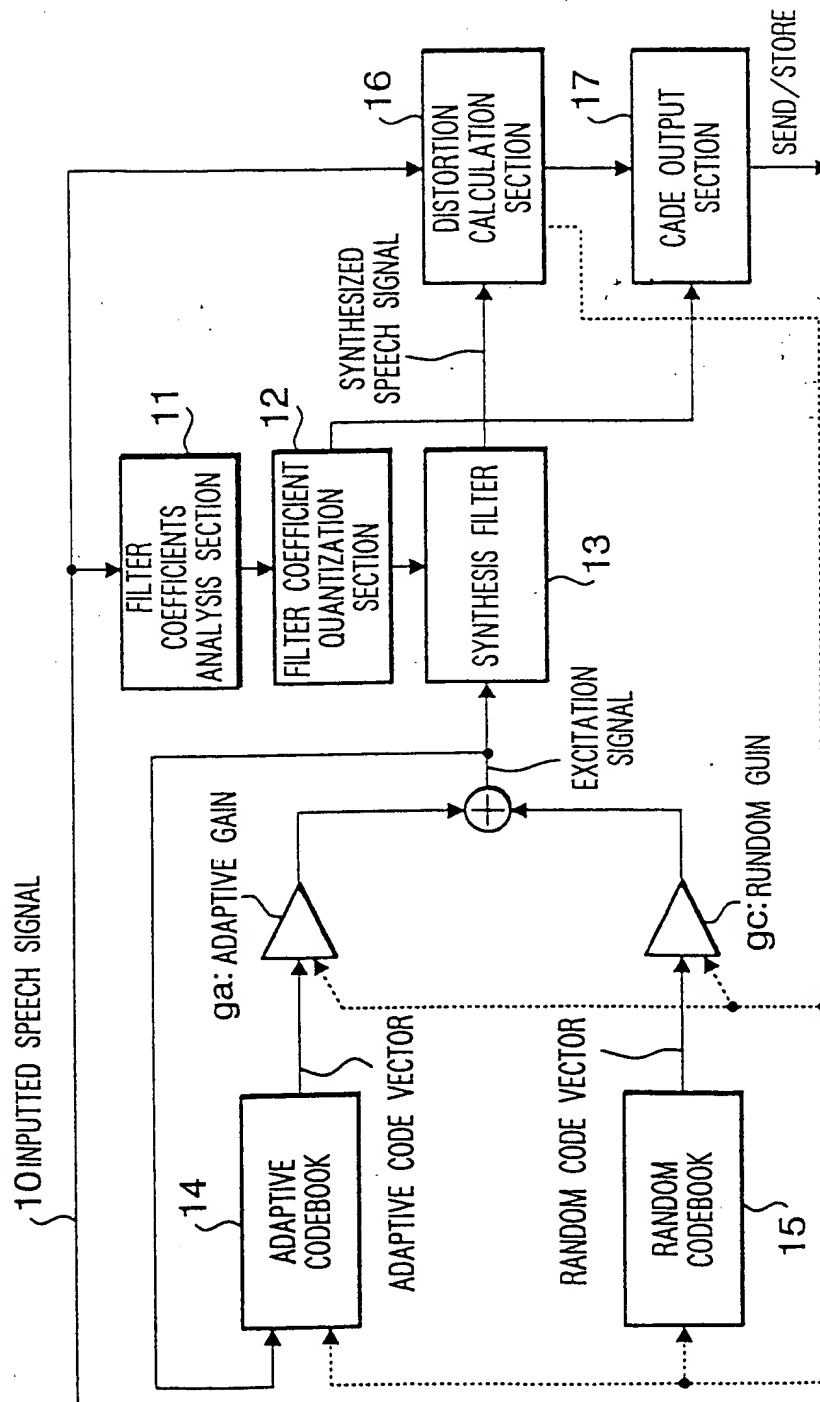 10 INPUTTED SPEECH SIGNAL
11
FILTER
COEFFICIENTS
ANALYSIS SECTION
12
FILTER COEFFICIENT
QUANTIZATION
SECTION
SYNTHESIS FILTER
13
14
ADAPTIVE
CODEBOOK
ADAPTIVE CODE VECTOR
ga: ADAPTIVE GAIN
EXCITATION
SIGNAL
RANDOM CODE VECTOR
RANDOM
CODEBOOK
15
gc: RUNDOM GUIN
SYNTHESIZED
SPEECH SIGNAL
16
DISTORTION
CALCULATION
SECTION
17
CADE OUTPUT
SECTION
SEND/STORE